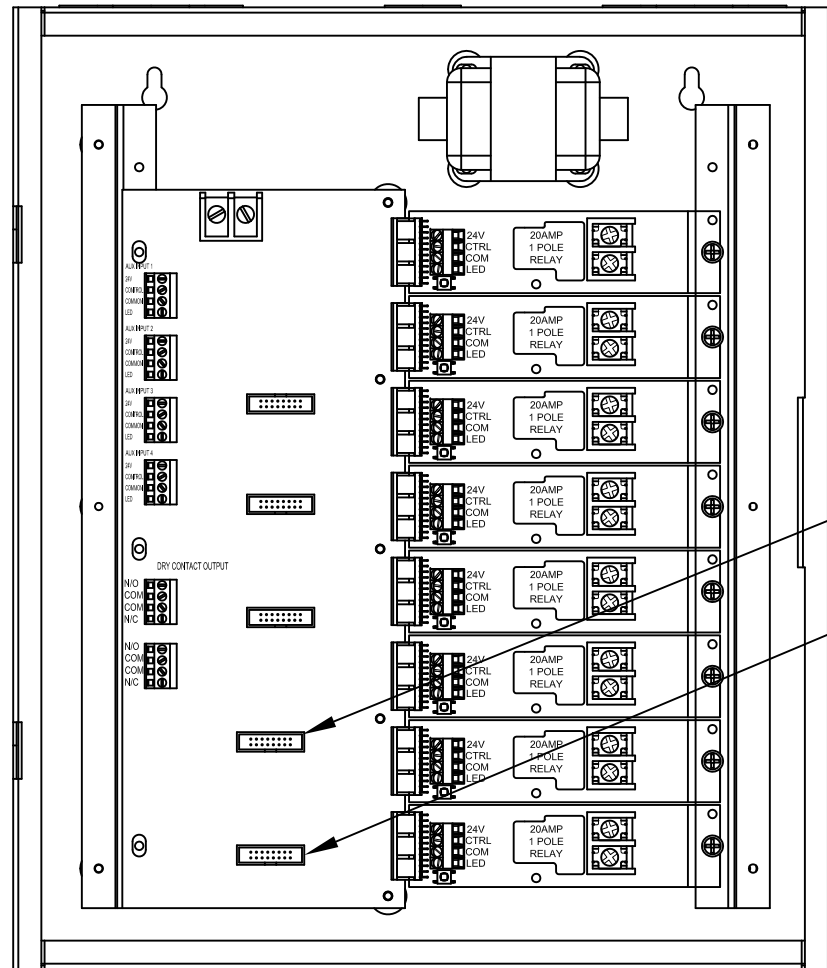 AUX INPUT 1
24V
CONTROL
COMMON
LED
AUX INPUT 2
24V
CONTROL
COMMON
LED
AUX INPUT 3
24V
CONTROL
COMMON
LED
AUX INPUT 4
24V
CONTROL
COMMON
LED
DRY CONTACT OUTPUT
N/O
COM
COM
N/C
N/O
COM
COM
N/C
24V
CTRL
COM
LED
20AMP
1 POLE
RELAY
24V
CTRL
COM
LED
20AMP
1 POLE
RELAY
24V
CTRL
COM
LED
20AMP
1 POLE
RELAY
24V
CTRL
COM
LED
20AMP
1 POLE
RELAY
24V
CTRL
COM
LED
20AMP
1 POLE
RELAY
24V
CTRL
COM
LED
20AMP
1 POLE
RELAY
24V
CTRL
COM
LED
20AMP
1 POLE
RELAY
24V
CTRL
COM
LED
20AMP
1 POLE
RELAY